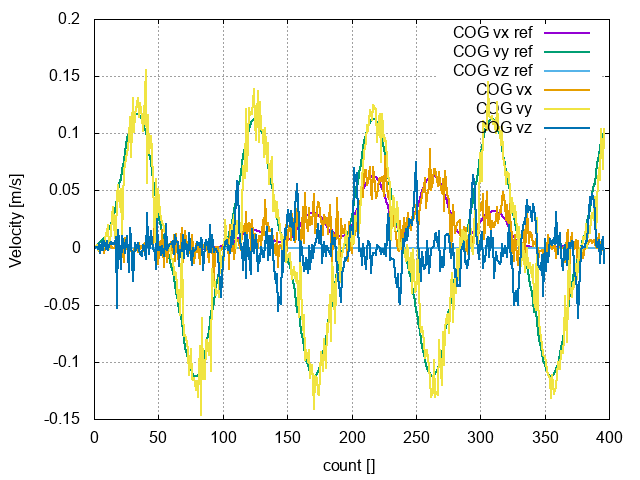 0.2
0.15
0.1
0.05
0
-0.05
-0.1
-0.15
0 50 100 150 200 250 300 350 400
Velocity [m/s]
count []
COG vx ref
COG vy ref
COG vz ref
COG vx
COG vy
COG vz